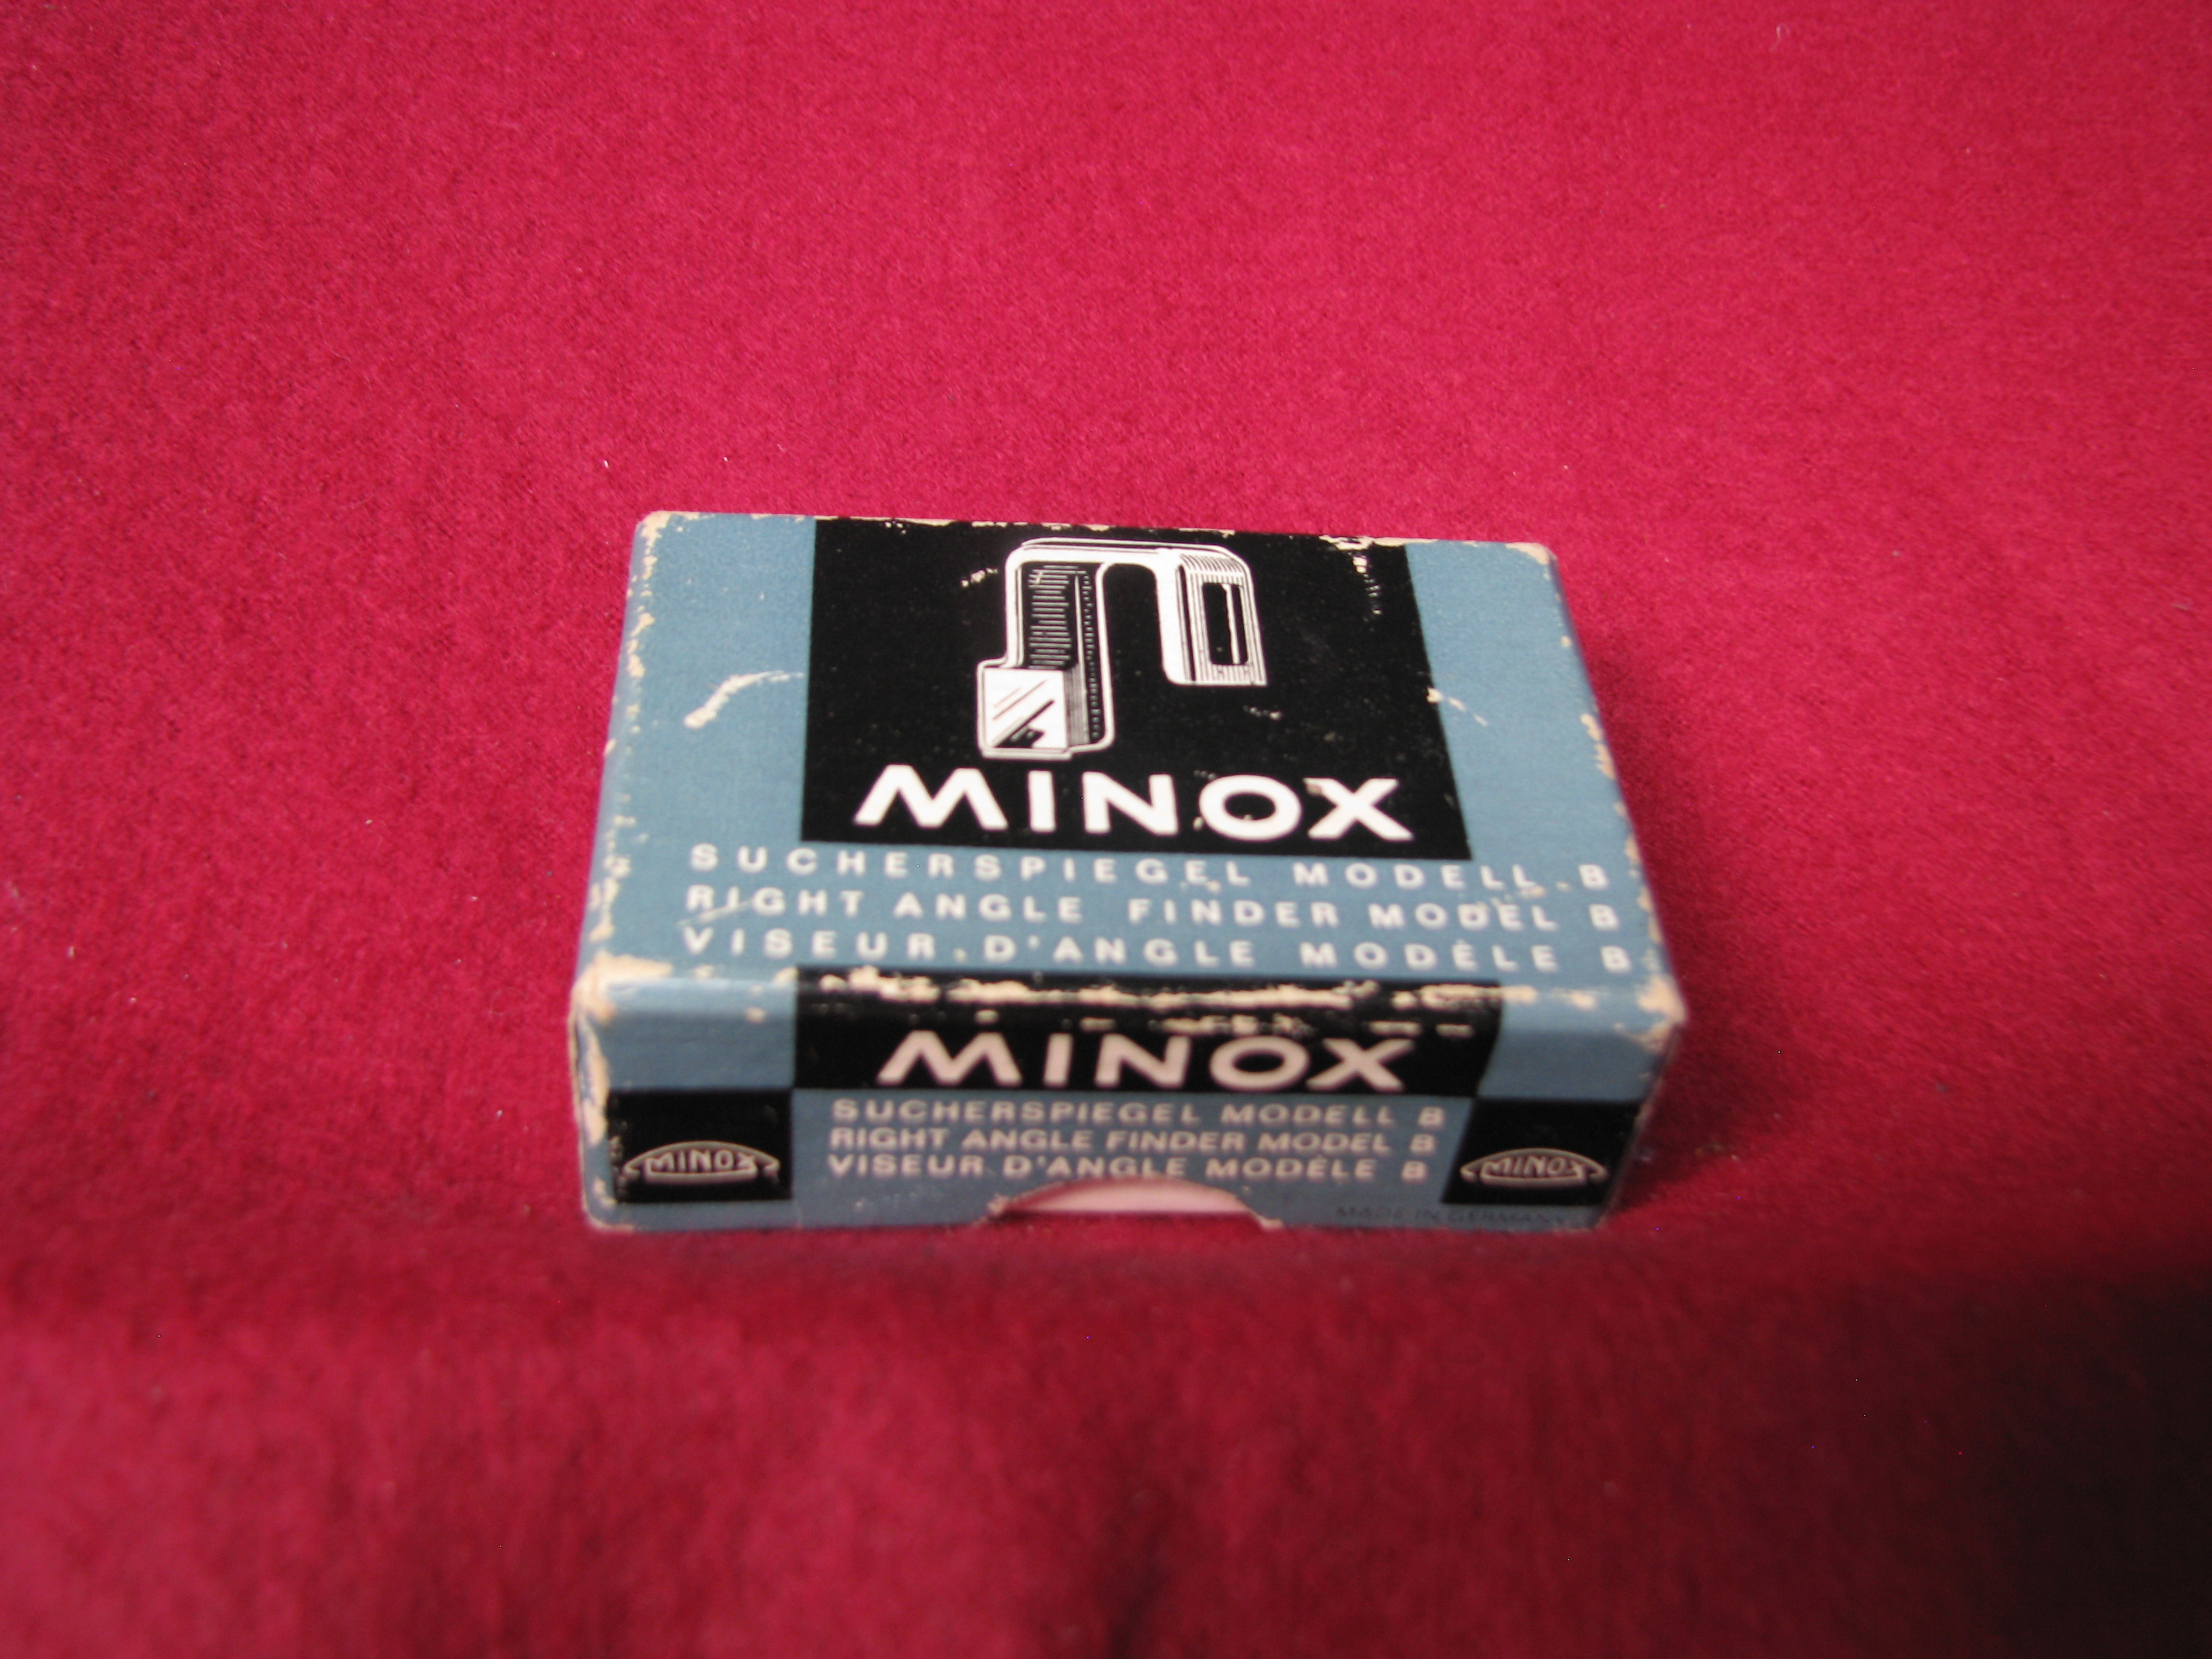 MINOX
SUCHERSPIEGEL MODELL B
RIGHT ANGLE FINDER MODEL B
VISEUR D'ANGLE MODÈLE B
MINOX
SUCHERSPIEGEL MODELL B
RIGHT ANGLE FINDER MODEL B
VISEUR D'ANGLE MODÈLE B
MINOX
MINOX
MADE IN GERMANY